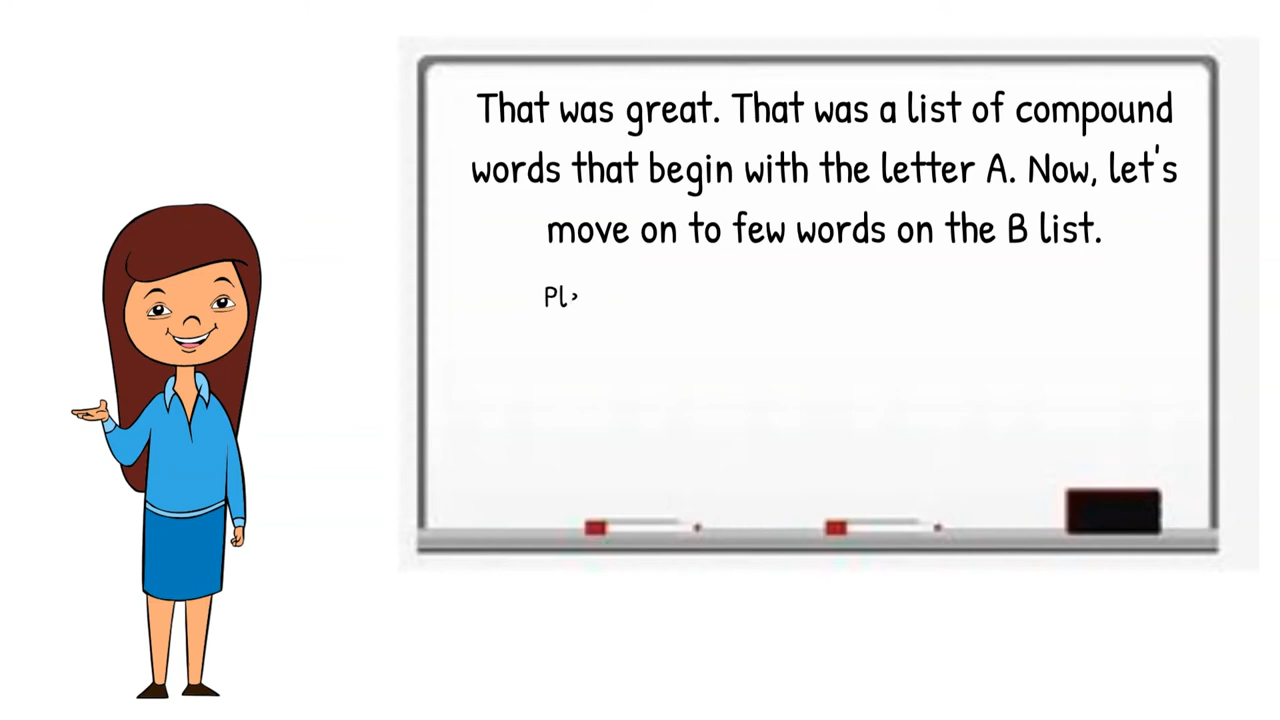 That was great. That was a list of compound
words that begin with the letter A. Now, let's
move on to few words on the B list.
Pl